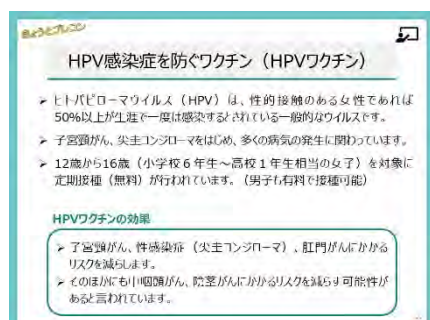 きょうとプレコン
HPV感染症を防ぐワクチン（HPVワクチン）
➢ ヒトパピローマウイルス（HPV）は、性的接触のある女性であれば
50%以上が生涯で一度は感染するとされている一般的なウイルスです。
➢ 子宮頸がん、尖圭コンジローマをはじめ、多くの病気の発生に関わっています。
➢ 12歳から16歳（小学校６年生～高校１年生相当の女子）を対象に
定期接種（無料）が行われています。（男子も有料で接種可能）
HPVワクチンの効果
➢ 子宮頸がん、性感染症（尖圭コンジローマ）、肛門がんにかかる
リスクを減らします。
➢ そのほかにも中咽頭がん、陰茎がんにかかるリスクを減らす可能性が
あると言われています。